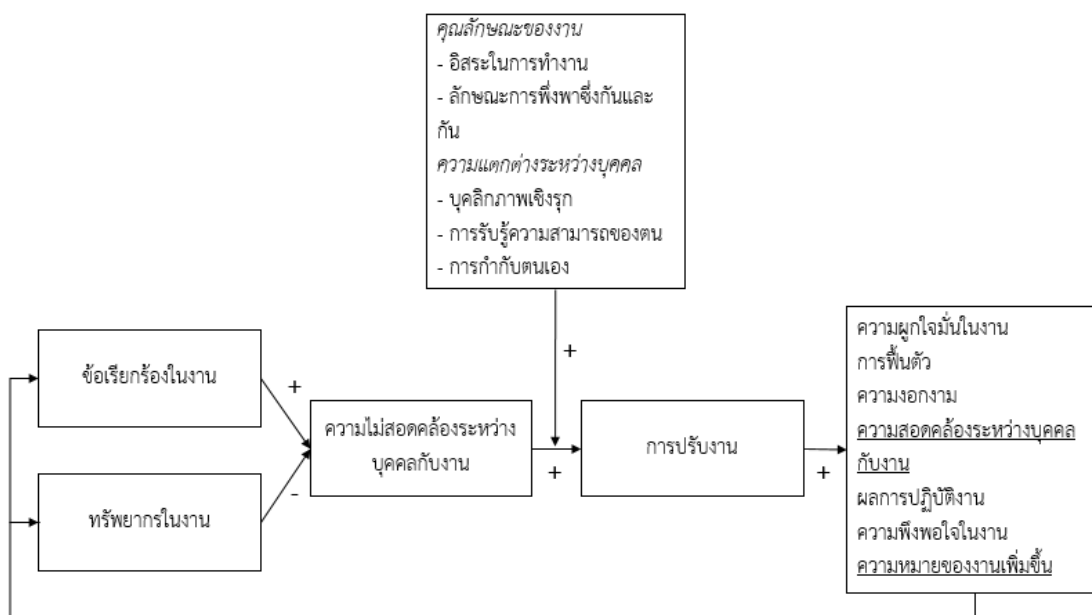 คุณลักษณะของงาน
- อิสระในการทำงาน
- ลักษณะการพึ่งพาซึ่งกันและ
กัน
ความแตกต่างระหว่างบุคคล
- บุคลิกภาพเชิงรุก
- การรับรู้ความสามารถของตน
- การกำกับตนเอง
+
ข้อเรียกร้องในงาน
+
ทรัพยากรในงาน
-
ความไม่สอดคล้องระหว่าง
บุคคลกับงาน
+
การปรับงาน
+
ความผูกใจมั่นในงาน
การฟื้นตัว
ความงอกงาม
ความสอดคล้องระหว่างบุคคล
กับงาน
ผลการปฏิบัติงาน
ความพึงพอใจในงาน
ความหมายของงานเพิ่มขึ้น